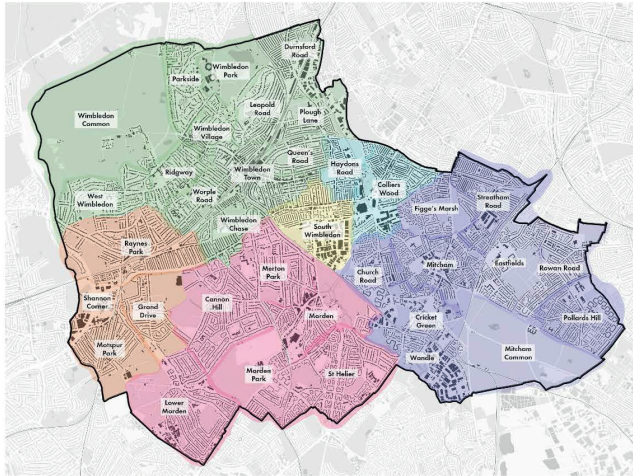 Durnsford
Road
Wimbledon
Park
Parkside
Leopold
Road
Plough
Lane
Wimbledon
Common
Wimbledon
Village
Queen's
Road
Haydons
Road
Ridgway
Wimbledon
Town
Colliers
Wood
West
Wimbledon
Worple
Road
Figge's Marsh
Streatham
Road
Wimbledon
Chase
South
Wimbledon
Raynes
Park
Merton
Park
Church
Road
Mitcham
Eastfields
Rowan Road
Shannon
Corner
Grand
Drive
Cannon
Hill
Morden
Cricket
Green
Pollards Hill
Motspur
Park
Wandle
Mitcham
Common
Morden
Park
St Helier
Lower
Morden